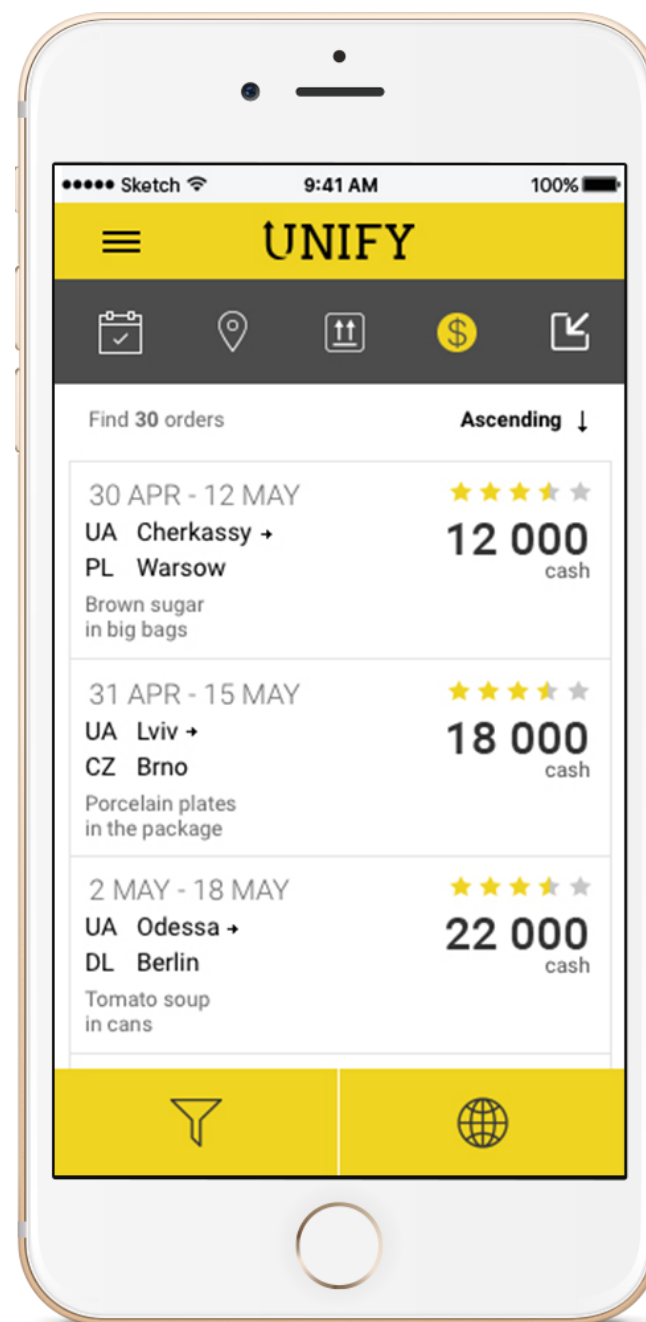 Sketch 9:41 AM 100%
UNIFY
Find 30 orders Ascending ↓
30 APR - 12 MAY
UA Cherkassy → 12 000
PL Warsow cash
Brown sugar
in big bags
31 APR - 15 MAY
UA Lviv → 18 000
CZ Brno cash
Porcelain plates
in the package
2 MAY - 18 MAY
UA Odessa → 22 000
DL Berlin cash
Tomato soup
in cans